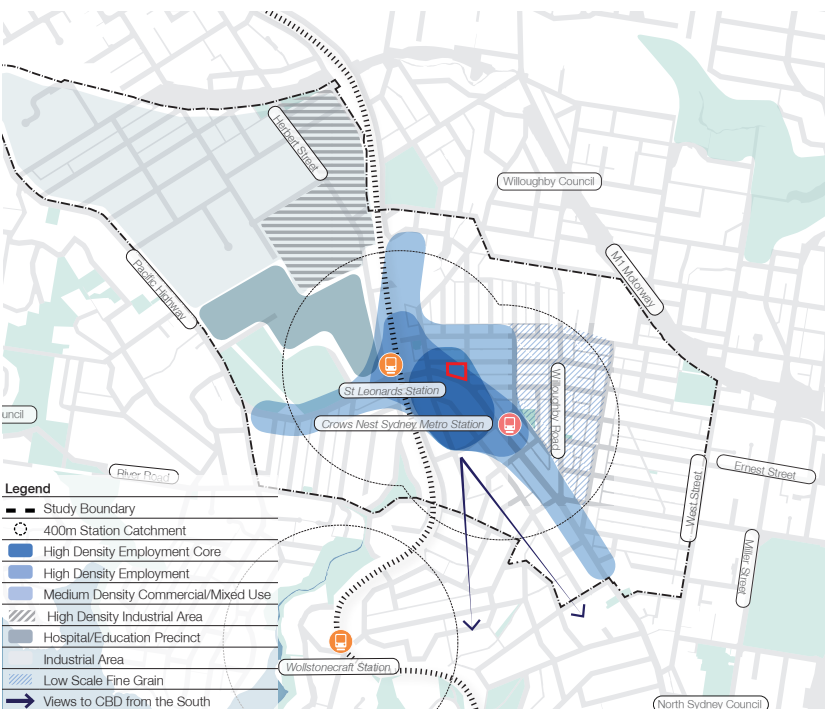 Herbert Street
Willoughby Council
M1 Motorway
Pacific Highway
St Leonards Station
Willoughby Road
Crows Nest Sydney Metro Station
uncil
River Road
Ernest Street
West Street
Miller Street
Legend
Study Boundary
400m Station Catchment
High Density Employment Core
High Density Employment
Medium Density Commercial/Mixed Use
High Density Industrial Area
Hospital/Education Precinct
Industrial Area
Low Scale Fine Grain
Views to CBD from the South
Wollstonecraft Station
North Sydney Council